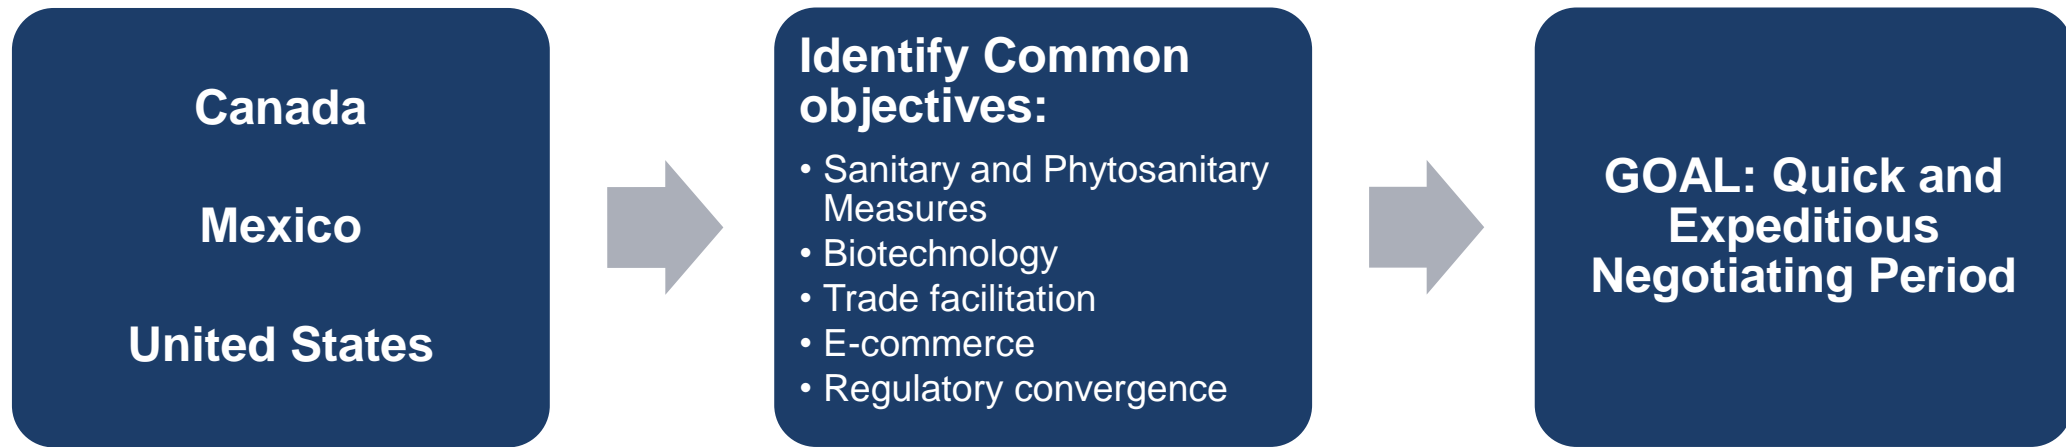 Canada
Mexico
United States
Identify Common
objectives:
• Sanitary and Phytosanitary
Measures
• Biotechnology
• Trade facilitation
• E-commerce
• Regulatory convergence
GOAL: Quick and
Expeditious
Negotiating Period